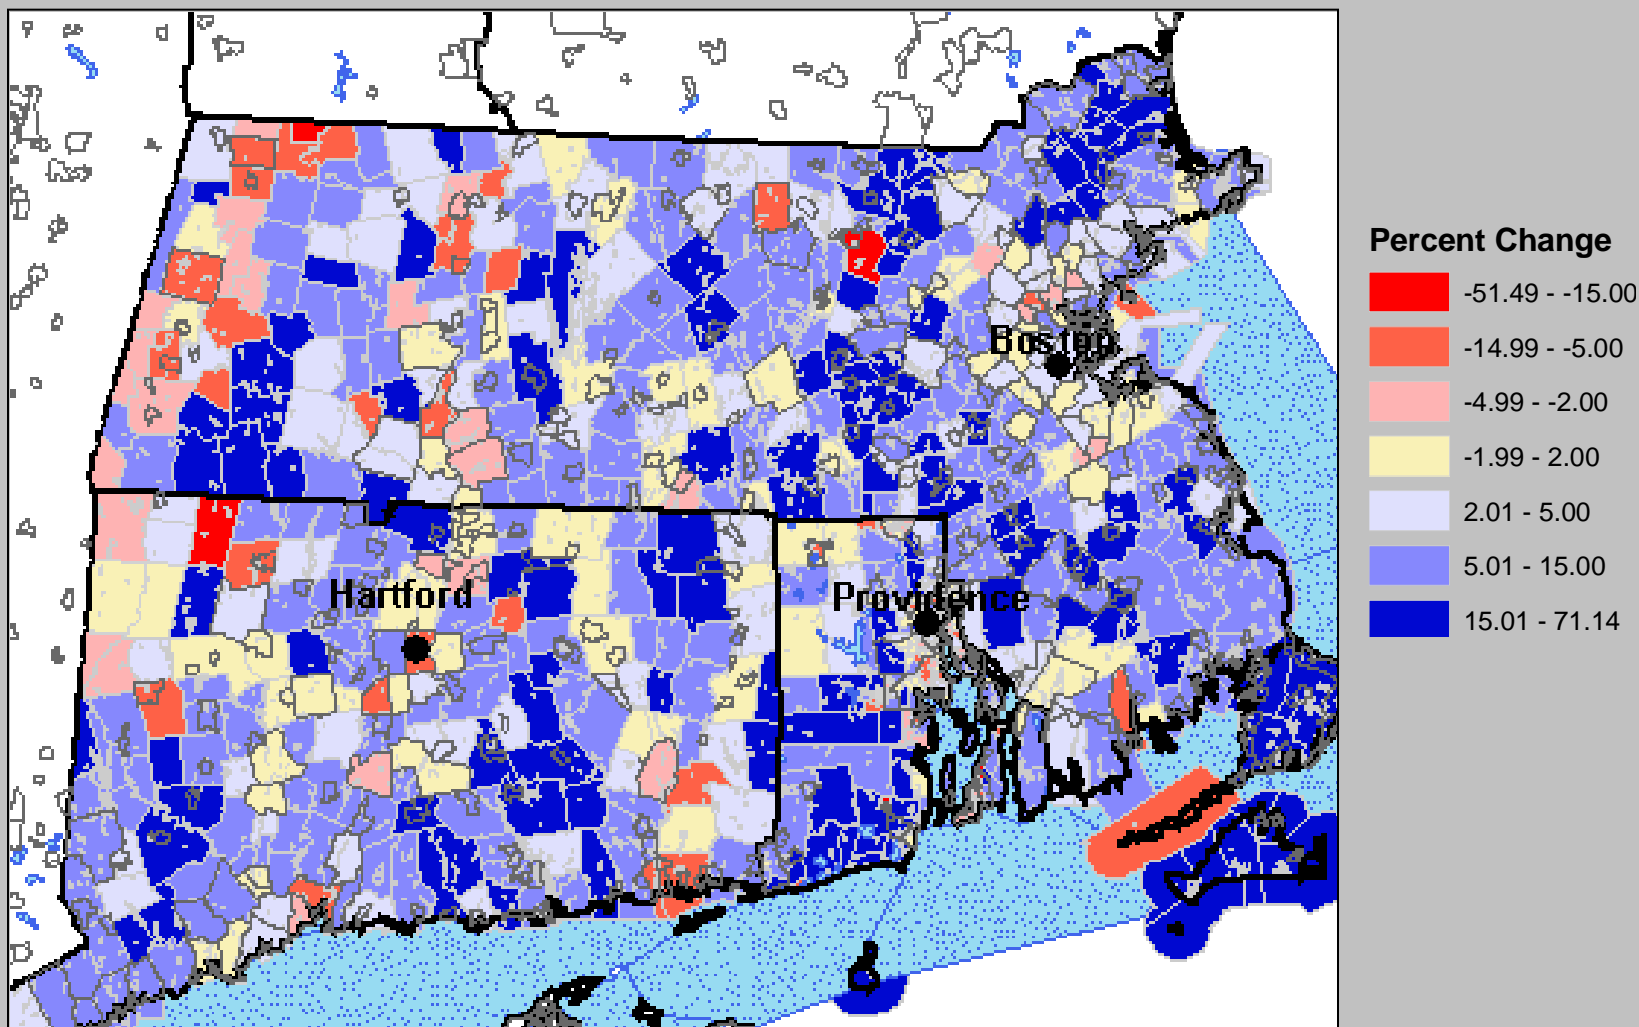 Percent Change
-51.49 - -15.00
-14.99 - -5.00
-4.99 - -2.00
-1.99 - 2.00
2.01 - 5.00
5.01 - 15.00
15.01 - 71.14
Boston
Hartford
Providence